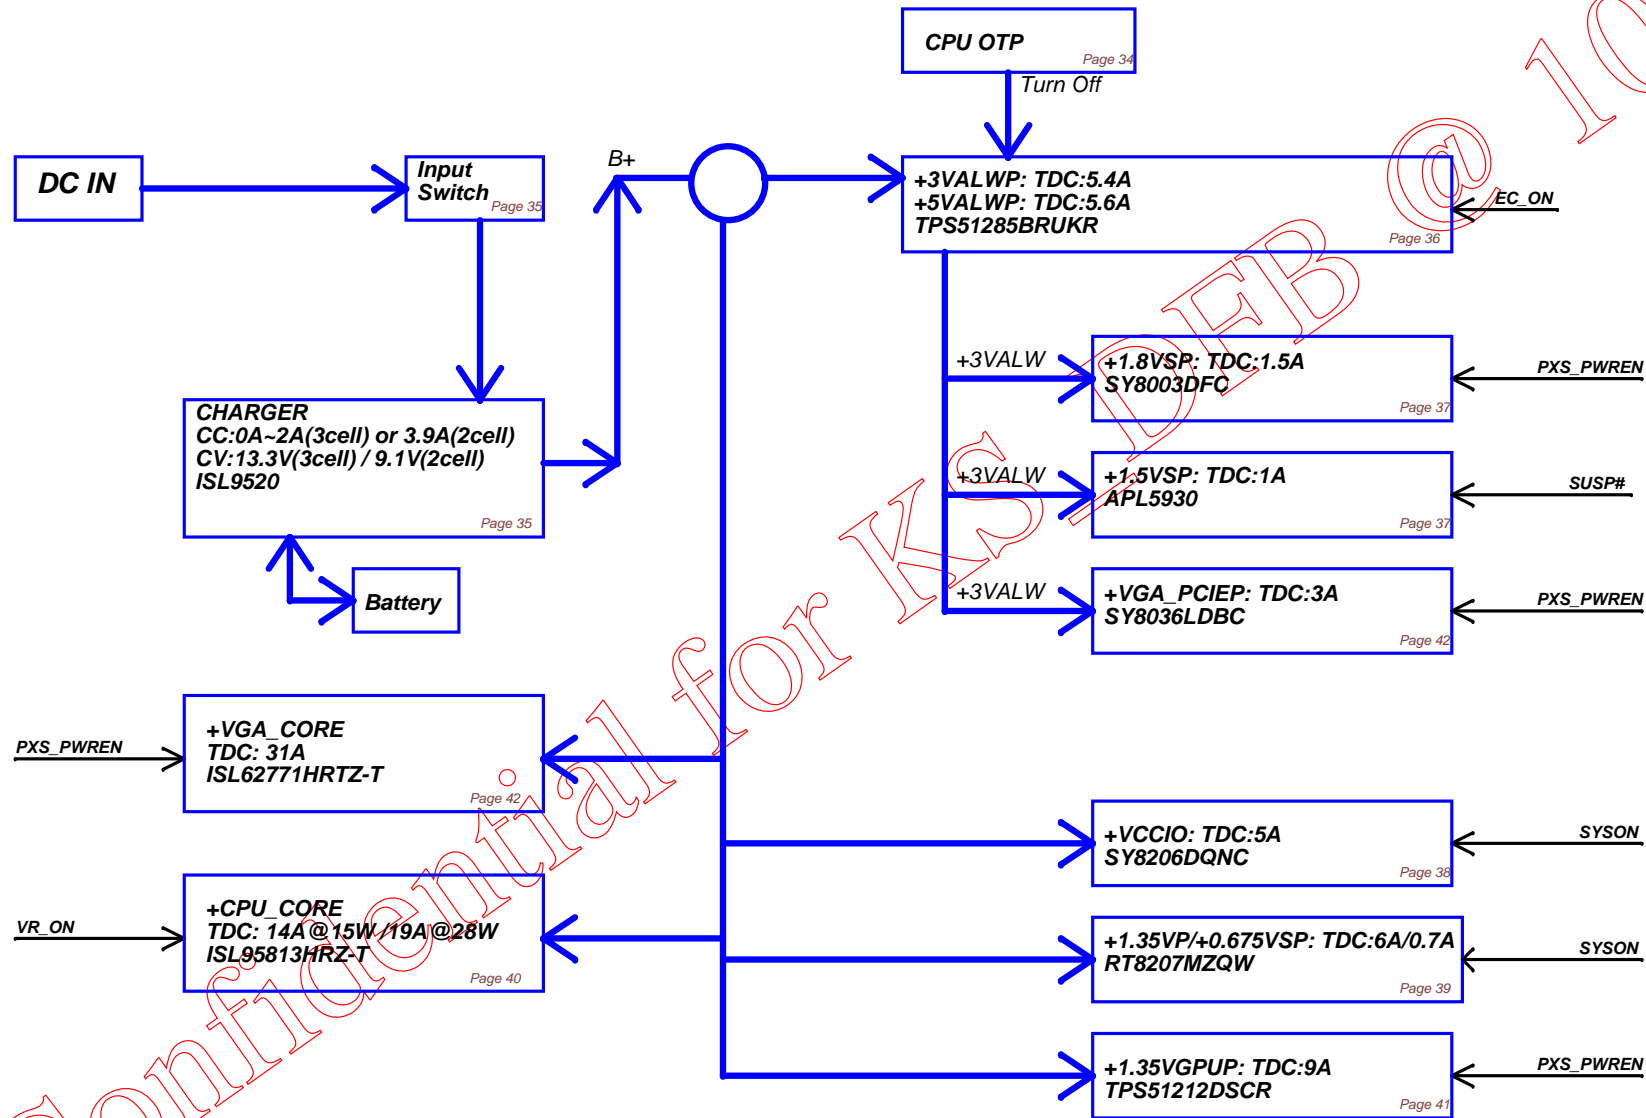 CPU OTP
Page 34
Turn Off
DC IN
Input
Switch
Page 35
B+
+3VALWP: TDC:5.4A
+5VALWP: TDC:5.6A
TPS51285BRUKR
Page 36
EC_ON
CHARGER
CC:0A~2A(3cell) or 3.9A(2cell)
CV:13.3V(3cell) / 9.1V(2cell)
ISL9520
Page 35
Battery
+3VALW
+1.8VSP: TDC:1.5A
SY8003DFC
Page 37
PXS_PWREN
+3VALW
+1.5VSP: TDC:1A
APL5930
Page 37
SUSP#
+3VALW
+VGA_PCIEP: TDC:3A
SY8036LDBC
Page 42
PXS_PWREN
PXS_PWREN
+VGA_CORE
TDC: 31A
ISL62771HRTZ-T
Page 42
+VCCIO: TDC:5A
SY8206DQNC
Page 38
SYSON
VR_ON
+CPU_CORE
TDC: 14A@15W /19A@28W
ISL95813HRZ-T
Page 40
+1.35VP/+0.675VSP: TDC:6A/0.7A
RT8207MZQW
Page 39
SYSON
+1.35VGPUP: TDC:9A
TPS51212DSCR
Page 41
PXS_PWREN
Confidential for KS_DFB @ 10